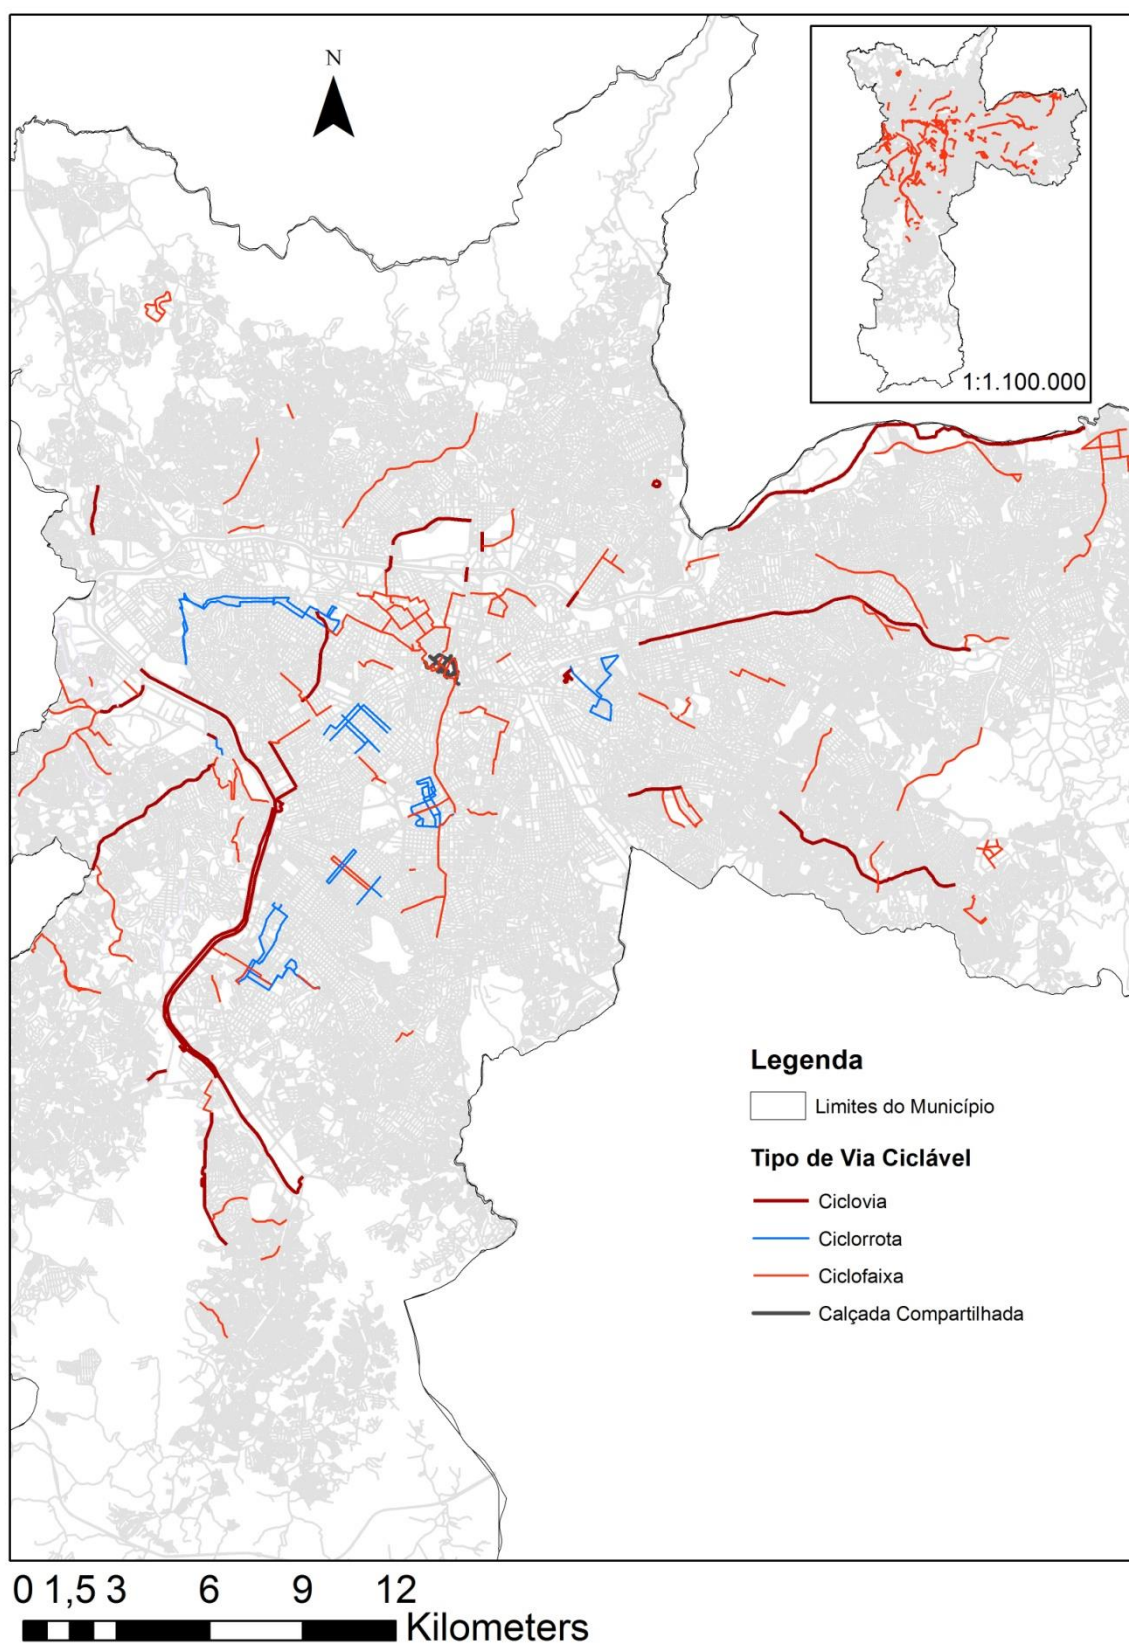 N
1:1.100.000
Legenda
Limites do Município
Tipo de Via Ciclável
Ciclovia
Ciclorrota
Ciclofaixa
Calçada Compartilhada
0 1,5 3 6 9 12
Kilometers